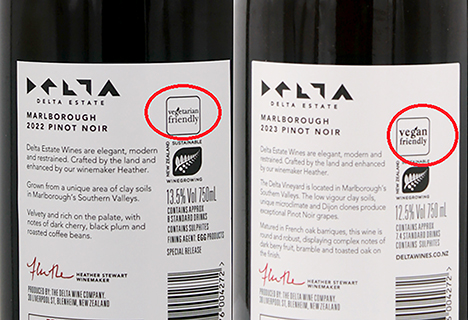 DELTA
DELTA ESTATE
MARLBOROUGH
2022 PINOT NOIR
Delta Estate Wines are elegant, modern
and restrained. Crafted by the land and
enhanced by our winemaker Heather.
Grown from a unique area of clay soils
in Marlborough's Southern Valleys.
Velvety and rich on the palate, with
notes of dark cherry, black plum and
roasted coffee beans.
HEATHER STEWART
WINEMAKER
PRODUCED BY: THE DELTA WINE COMPANY,
30 LIVERPOOL ST, BLENHEIM, NEW ZEALAND
vegetarian
friendly
SUSTAINABLE
NEW ZEALAND
WINEGROWING
13.5% Vol 750mL
CONTAINS APPROX
8 STANDARD DRINKS
CONTAINS SULPHITES
FINING AGENT: EGG PRODUCTS
SPECIAL RELEASE
6004272
DELTA
DELTA ESTATE
MARLBOROUGH
2023 PINOT NOIR
Delta Estate Wines are elegant, modern
and restrained. Crafted by the land and
enhanced by our winemaker Heather.
The Delta Vineyard is located in Marlborough's
Southern Valleys. The low vigour clay soils,
unique microclimate and Dijon clones produce
exceptional Pinot Noir grapes.
Matured in French oak barriques, this wine is
round and robust, displaying complex notes of
dark berry fruit, bramble and toasted oak on
the finish.
HEATHER STEWART
WINEMAKER
PRODUCED BY: THE DELTA WINE COMPANY,
30 LIVERPOOL ST, BLENHEIM, NEW ZEALAND
vegan
friendly
SUSTAINABLE
NEW ZEALAND
WINEGROWING
12.5% Vol 750 mL
CONTAINS APPROX
7.4 STANDARD DRINKS
CONTAINS SULPHITES
DELTAWINES.CO.NZ
6004272